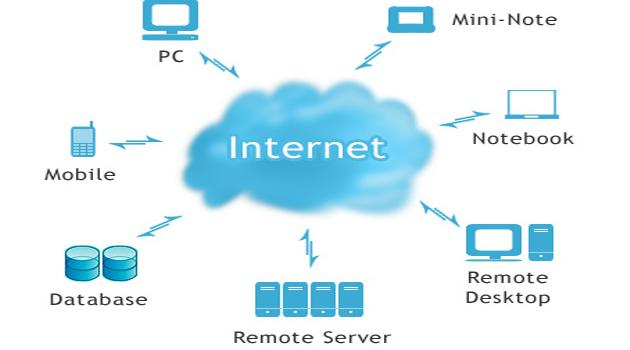 Mini-Note
PC
Internet
Notebook
Mobile
Remote
Desktop
Database
Remote Server